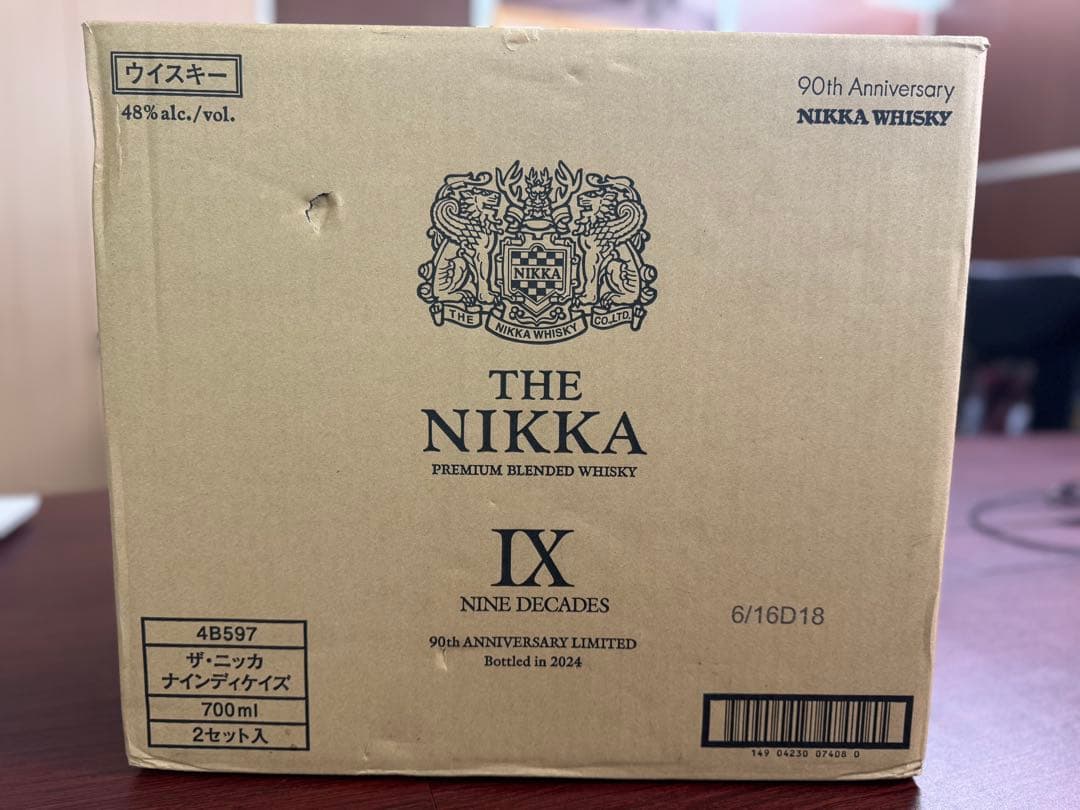 ウイスキー
48% alc./vol.
90th Anniversary
NIKKA WHISKY
NIKKA
THE NIKKA WHISKY CO.,LTD.
THE
NIKKA
PREMIUM BLENDED WHISKY
IX
NINE DECADES
90th ANNIVERSARY LIMITED
Bottled in 2024
6/16D18
4B597
ザ・ニッカ
ナインディケイズ
700ml
2セット入
149 04230 07408 0